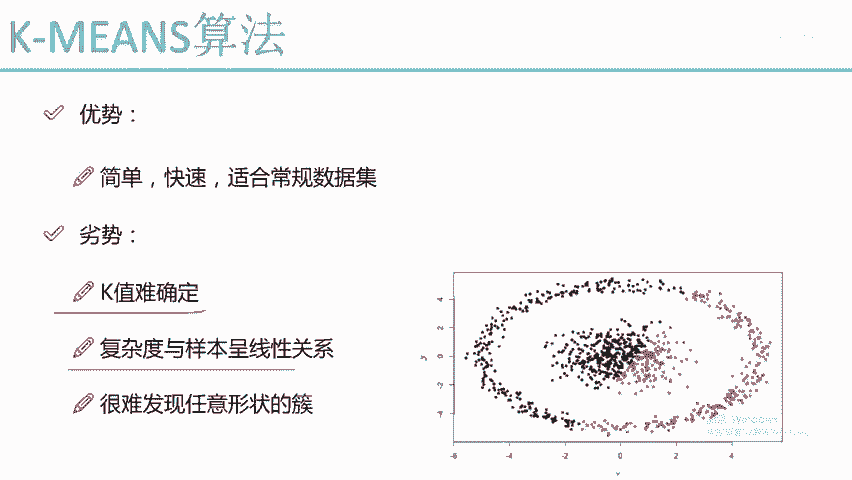 K-MEANS算法
优势：
简单，快速，适合常规数据集
劣势：
K值难确定
复杂度与样本呈线性关系
很难发现任意形状的簇
4
2
0
-2
-4
y
-6
-4
-2
0
2
4
x
Windows